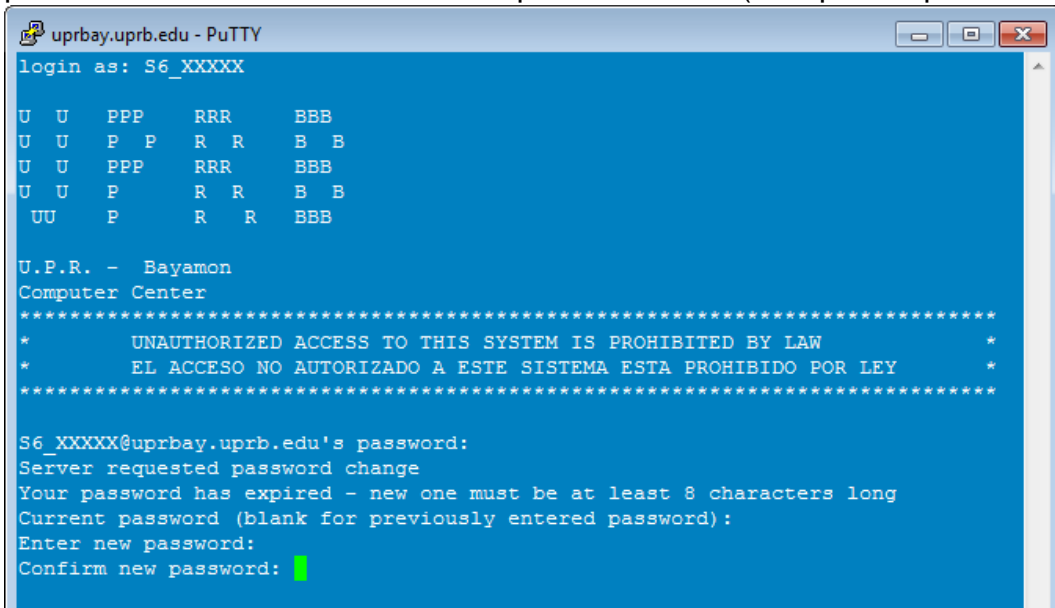 uprbay.uprb.edu - PuTTY
login as: S6_XXXXX
U  U   PPP    RRR     BBB
U  U   P  P   R  R    B  B
U  U   PPP    RRR     BBB
U  U   P      R  R    B  B
 UU    P      R   R   BBB
U.P.R. -  Bayamon
Computer Center
******************************************************************************
*        UNAUTHORIZED ACCESS TO THIS SYSTEM IS PROHIBITED BY LAW             *
*        EL ACCESO NO AUTORIZADO A ESTE SISTEMA ESTA PROHIBIDO POR LEY       *
******************************************************************************
S6_XXXXX@uprbay.uprb.edu's password:
Server requested password change
Your password has expired - new one must be at least 8 characters long
Current password (blank for previously entered password):
Enter new password:
Confirm new password: